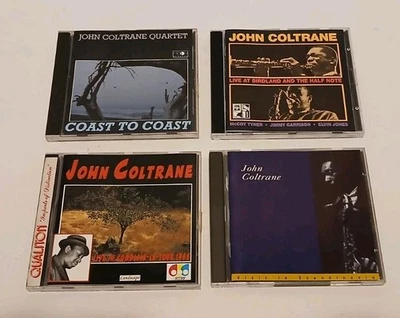 JOHN COLTRANE QUARTET
COAST TO COAST
JOHN COLTRANE
LIVE AT BIRDLAND AND THE HALF NOTE
McCOY TYNER · JIMMY GARRISON · ELVIN JONES
QUALITON
JOHN COLTRANE
Landscape
John
Coltrane